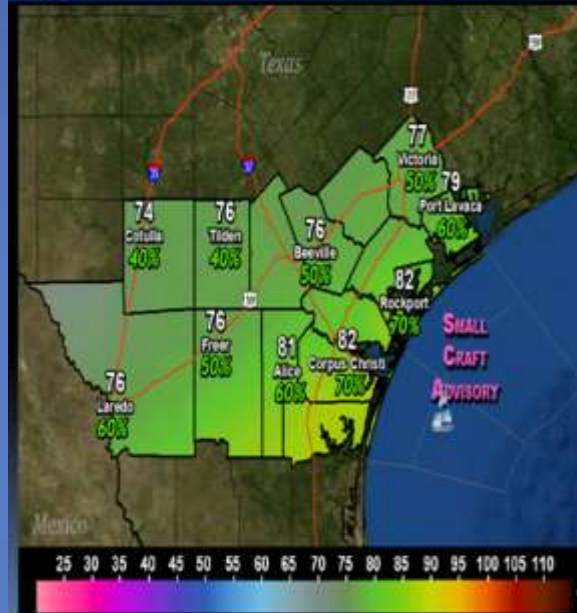 Texas
77
Victoria
50%
79
Port Lavaca
60%
74
Cotulla
40%
76
Tilden
40%
76
Beeville
50%
82
Rockport
70%
76
Freer
50%
81
Alice
60%
82
Corpus Christi
70%
76
Laredo
60%
SMALL
CRAFT
ADVISORY
Mexico
25 30 35 40 45 50 55 60 65 70 75 80 85 90 95 100 105 110